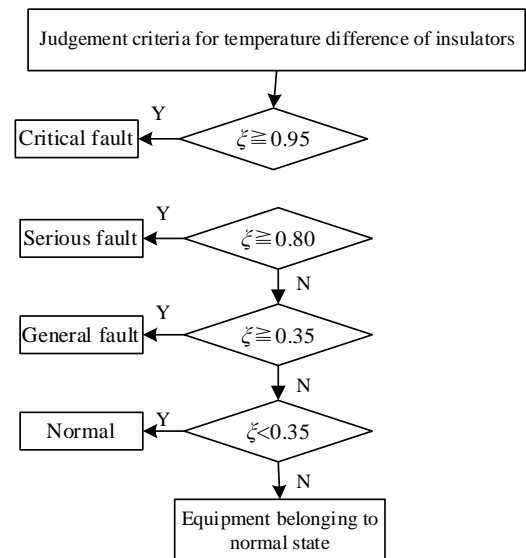 Judgement criteria for temperature difference of insulators
Y
Critical fault
ξ≧0.95
Y
Serious fault
ξ≧0.80
N
Y
General fault
ξ≧0.35
N
Y
Normal
ξ<0.35
N
Equipment belonging to
normal state